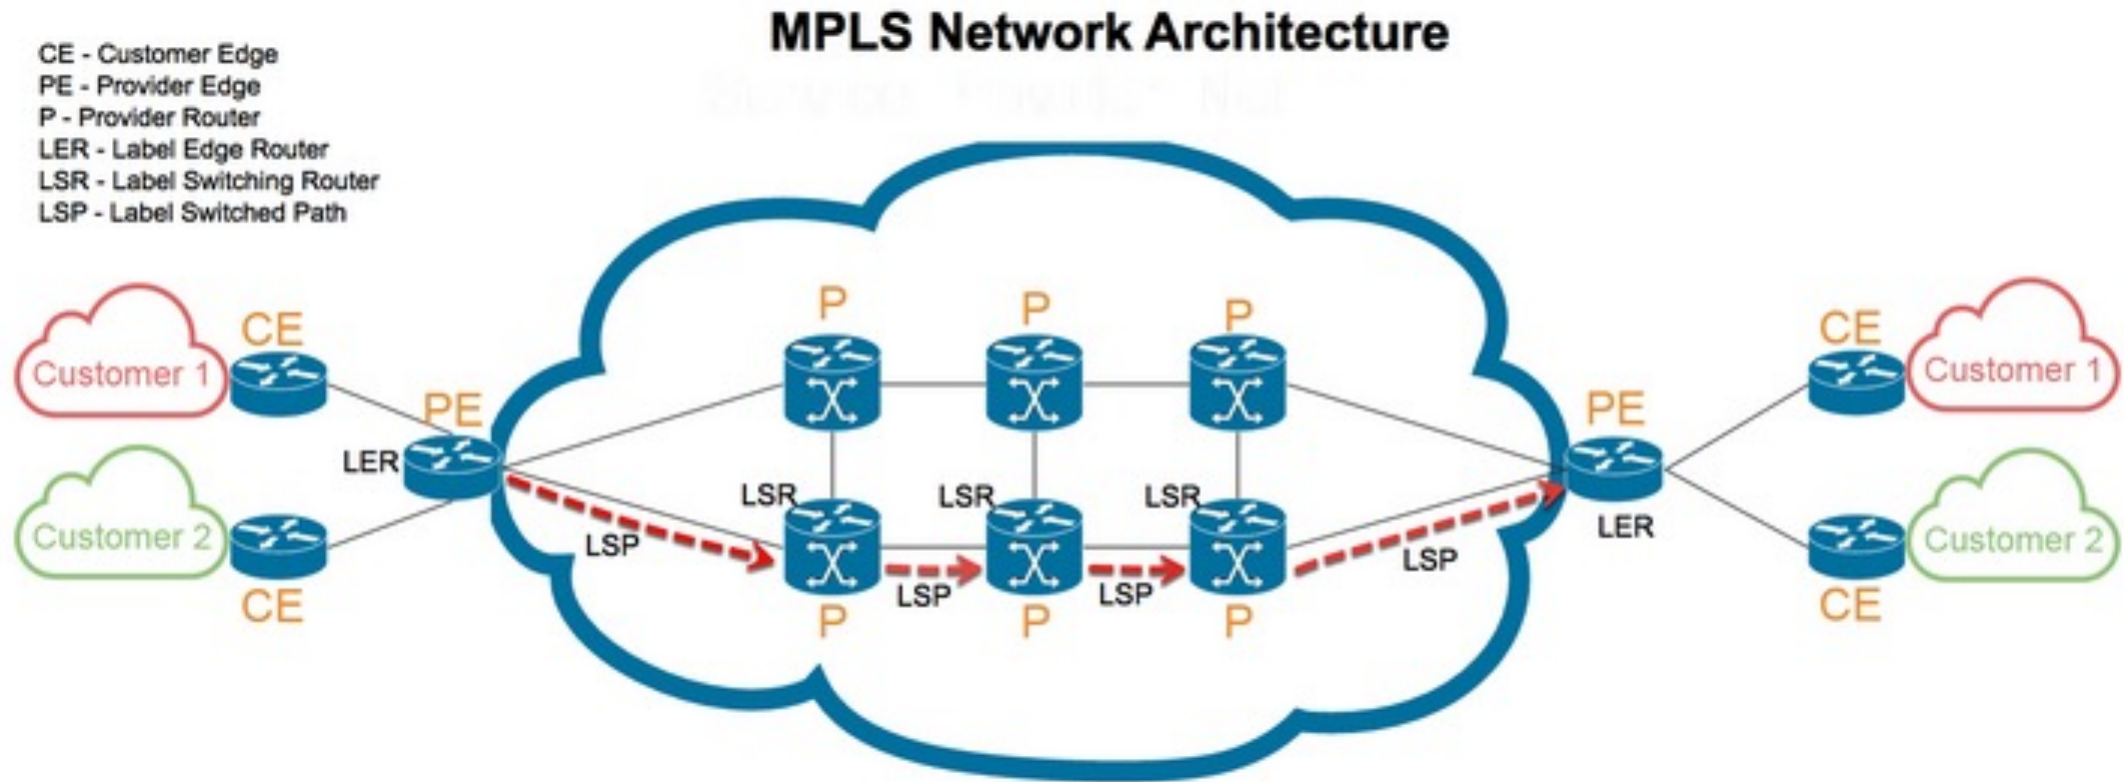 MPLS Network Architecture
CE - Customer Edge
PE - Provider Edge
P - Provider Router
LER - Label Edge Router
LSR - Label Switching Router
LSP - Label Switched Path
P
P
P
CE
CE
Customer 1
Customer 1
PE
PE
LER
LSR
LSR
LSR
LER
Customer 2
Customer 2
LSP
LSP
LSP
LSP
CE
P
P
P
CE